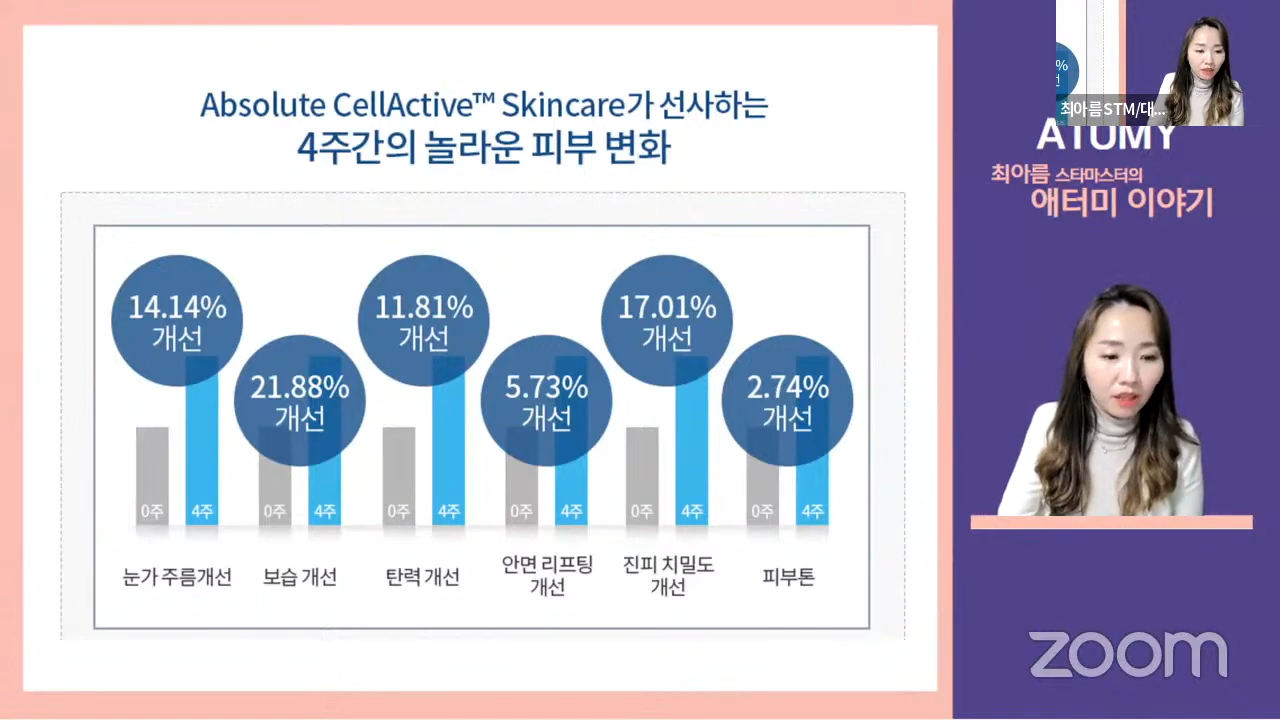 Absolute CellActive™ Skincare가 선사하는
4주간의 놀라운 피부 변화
14.14%
개선
21.88%
개선
11.81%
개선
5.73%
개선
17.01%
개선
2.74%
개선
0주 4주
0주 4주
0주 4주
0주 4주
0주 4주
0주 4주
눈가 주름개선
보습 개선
탄력 개선
안면 리프팅
개선
진피 치밀도
개선
피부톤
%
최아름STM/대...
ATOMY
최아름 스타마스터의
애터미 이야기
zoom